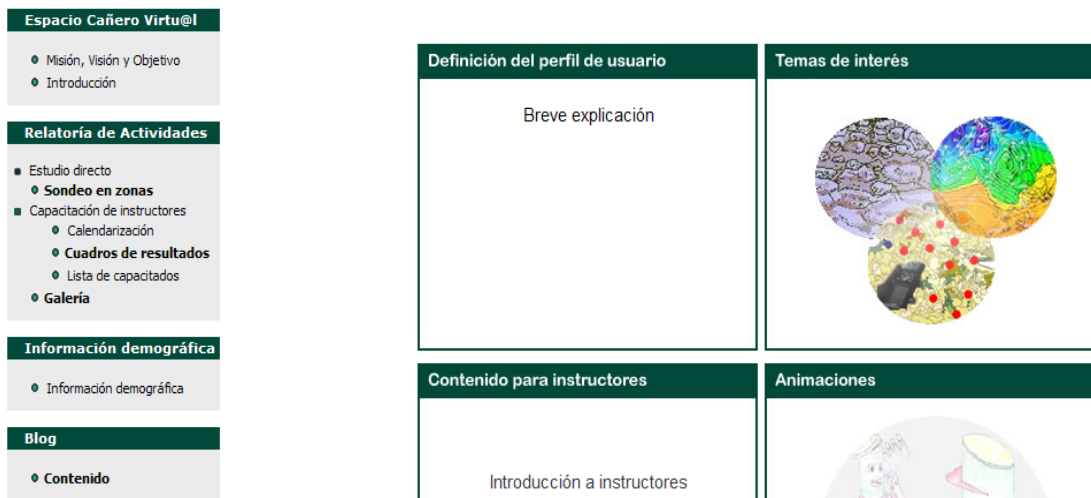 Espacio Cañero Virtu@l
Misión, Visión y Objetivo
Introducción
Relatoría de Actividades
Estudio directo
Sondeo en zonas
Capacitación de instructores
Calendarización
Cuadros de resultados
Lista de capacitados
Galería
Información demográfica
Información demográfica
Blog
Contenido
Definición del perfil de usuario
Breve explicación
Temas de interés
Contenido para instructores
Introducción a instructores
Animaciones